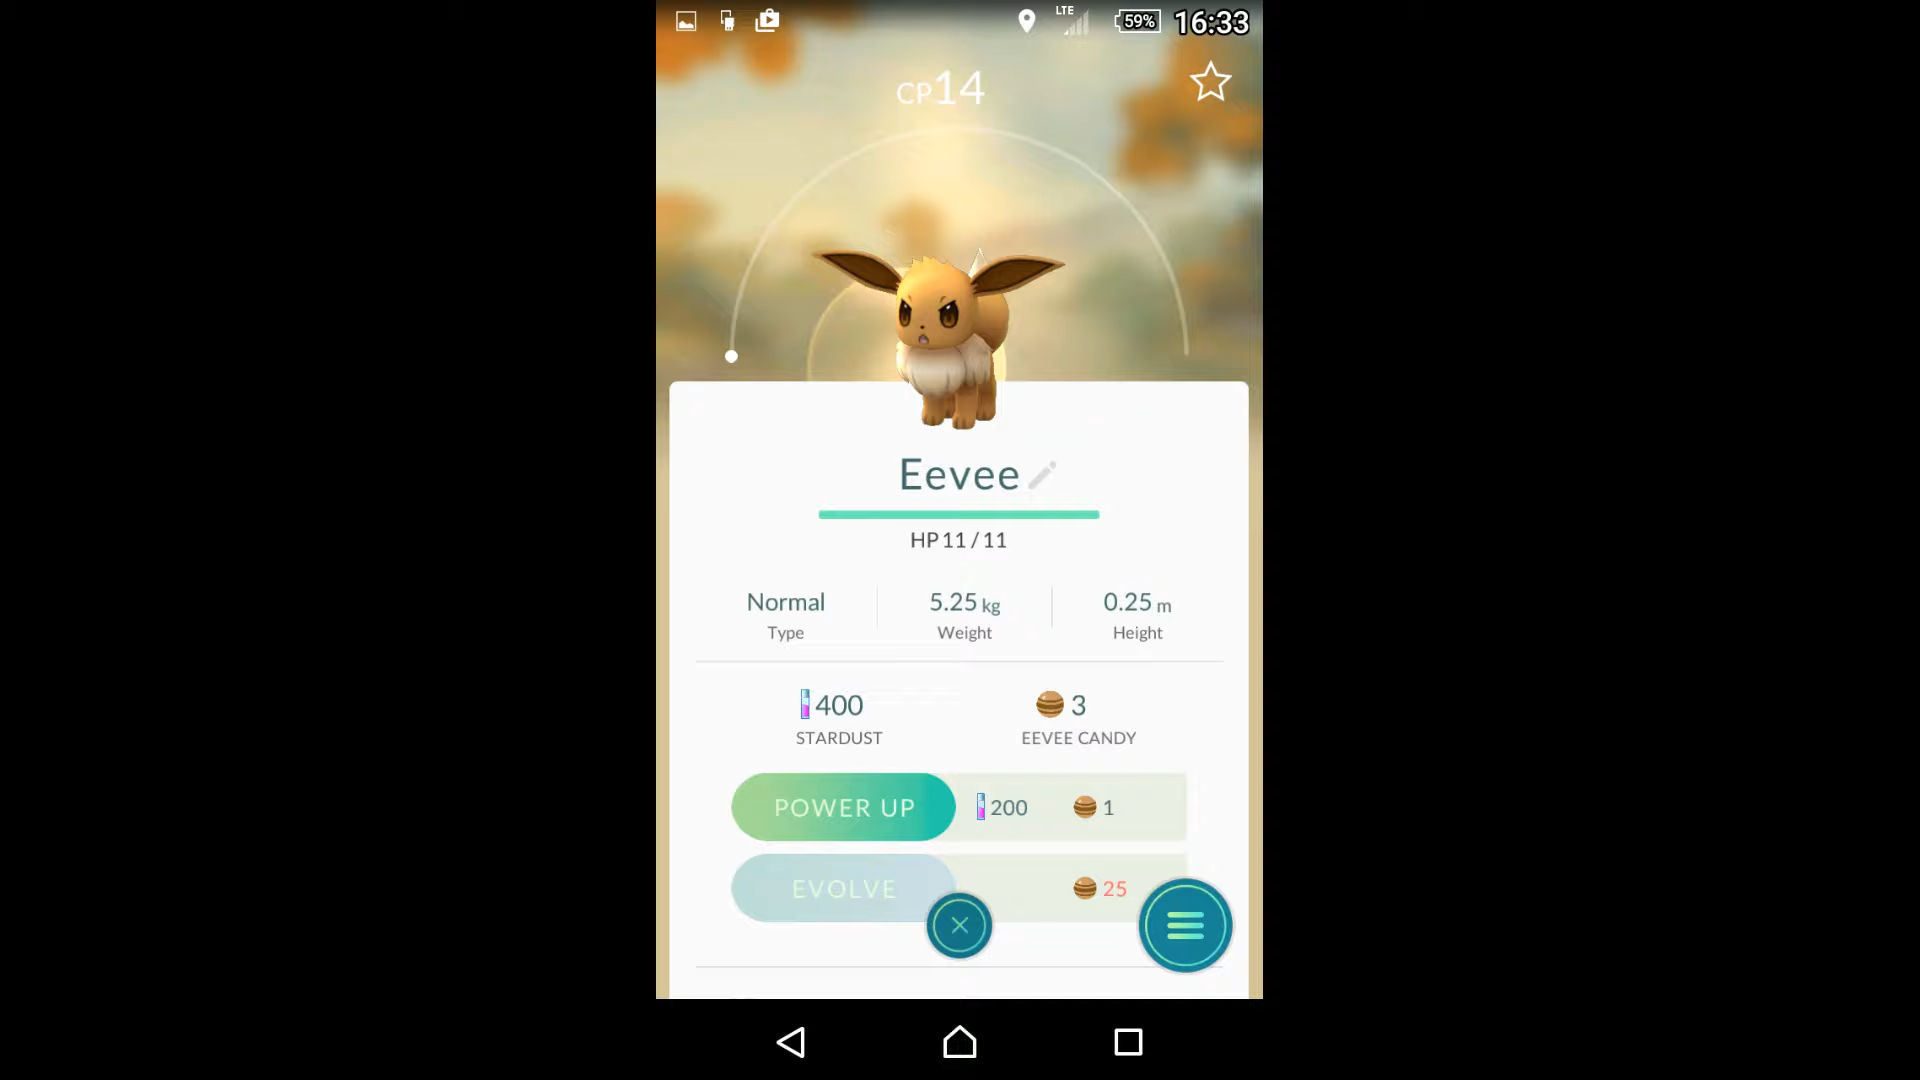 LTE 59% 16:33
CP14
Eevee
HP 11 / 11
Normal 5.25 kg 0.25 m
Type Weight Height
400 3
STARDUST EEVEE CANDY
POWER UP 200 1
EVOLVE 25